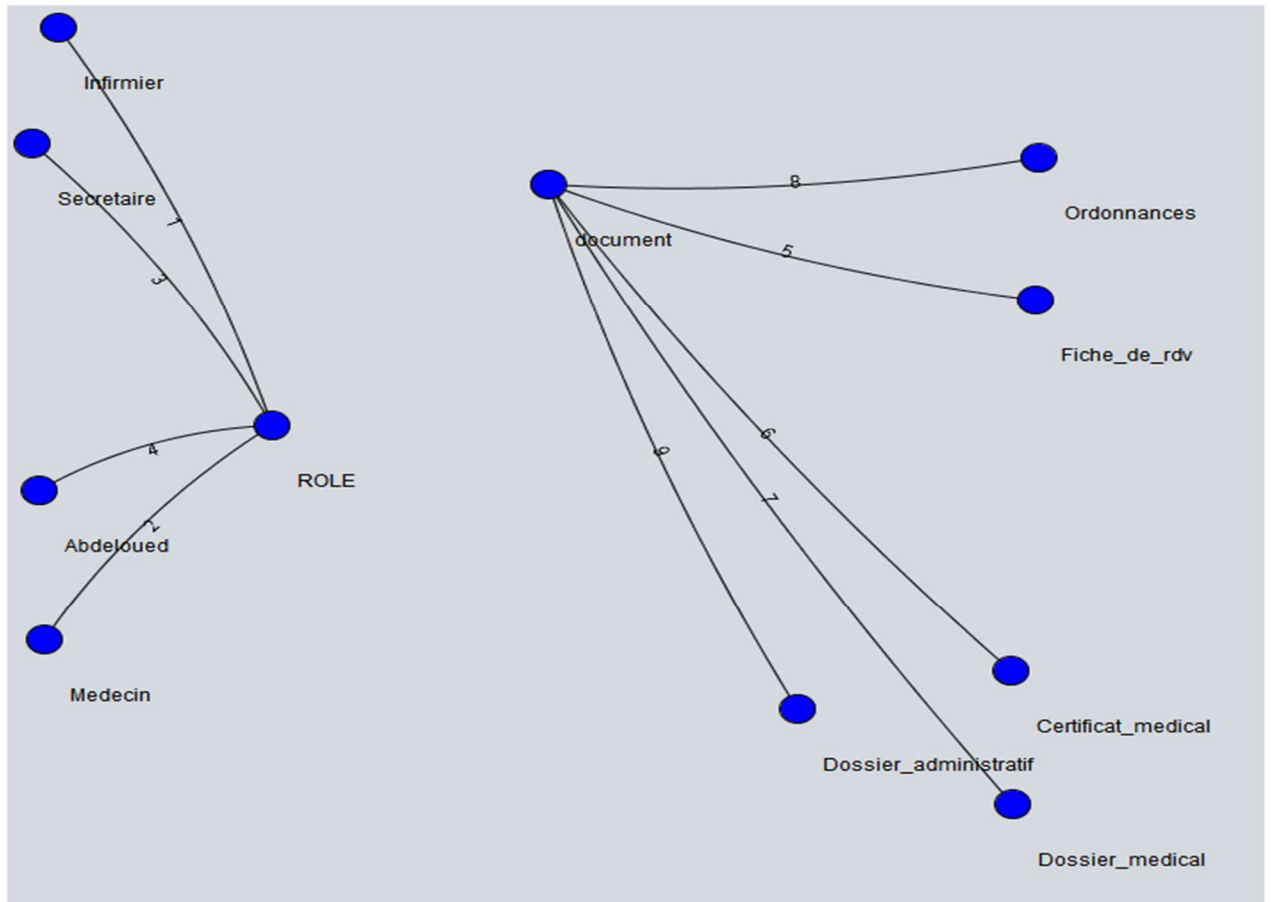 Infirmier
Secretaire
1
3
ROLE
4
Abdeloued
2
Medecin
document
8
Ordonnances
5
Fiche_de_rdv
9
6
7
Certificat_medical
Dossier_administratif
Dossier_medical